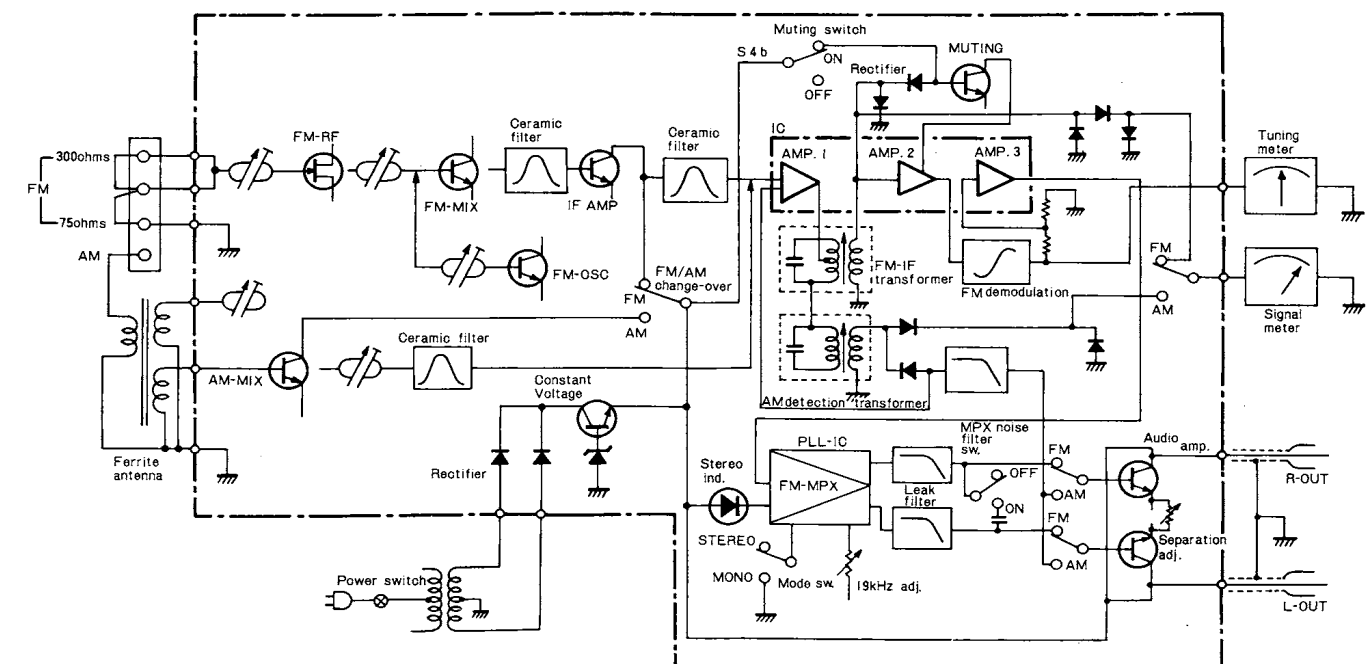 Muting switch
S4b
ON
OFF
MUTING
Rectifier
IC
AMP. 1
AMP. 2
AMP. 3
Tuning
meter
FM
300ohms
75ohms
AM
FM-RF
Ceramic
filter
FM-MIX
IF AMP
Ceramic
filter
FM-OSC
FM/AM
change-over
FM
AM
FM-IF
transformer
FM demodulation
FM
AM
Signal
meter
AM-MIX
Ceramic filter
AM detection transformer
Constant
Voltage
Rectifier
Ferrite
antenna
Stereo
ind.
PLL-IC
FM-MPX
MPX noise
filter
sw.
OFF
ON
Leak
filter
FM
AM
FM
AM
Audio
amp.
R-OUT
Separation
adj.
L-OUT
STEREO
MONO
Mode sw.
19kHz adj.
Power switch